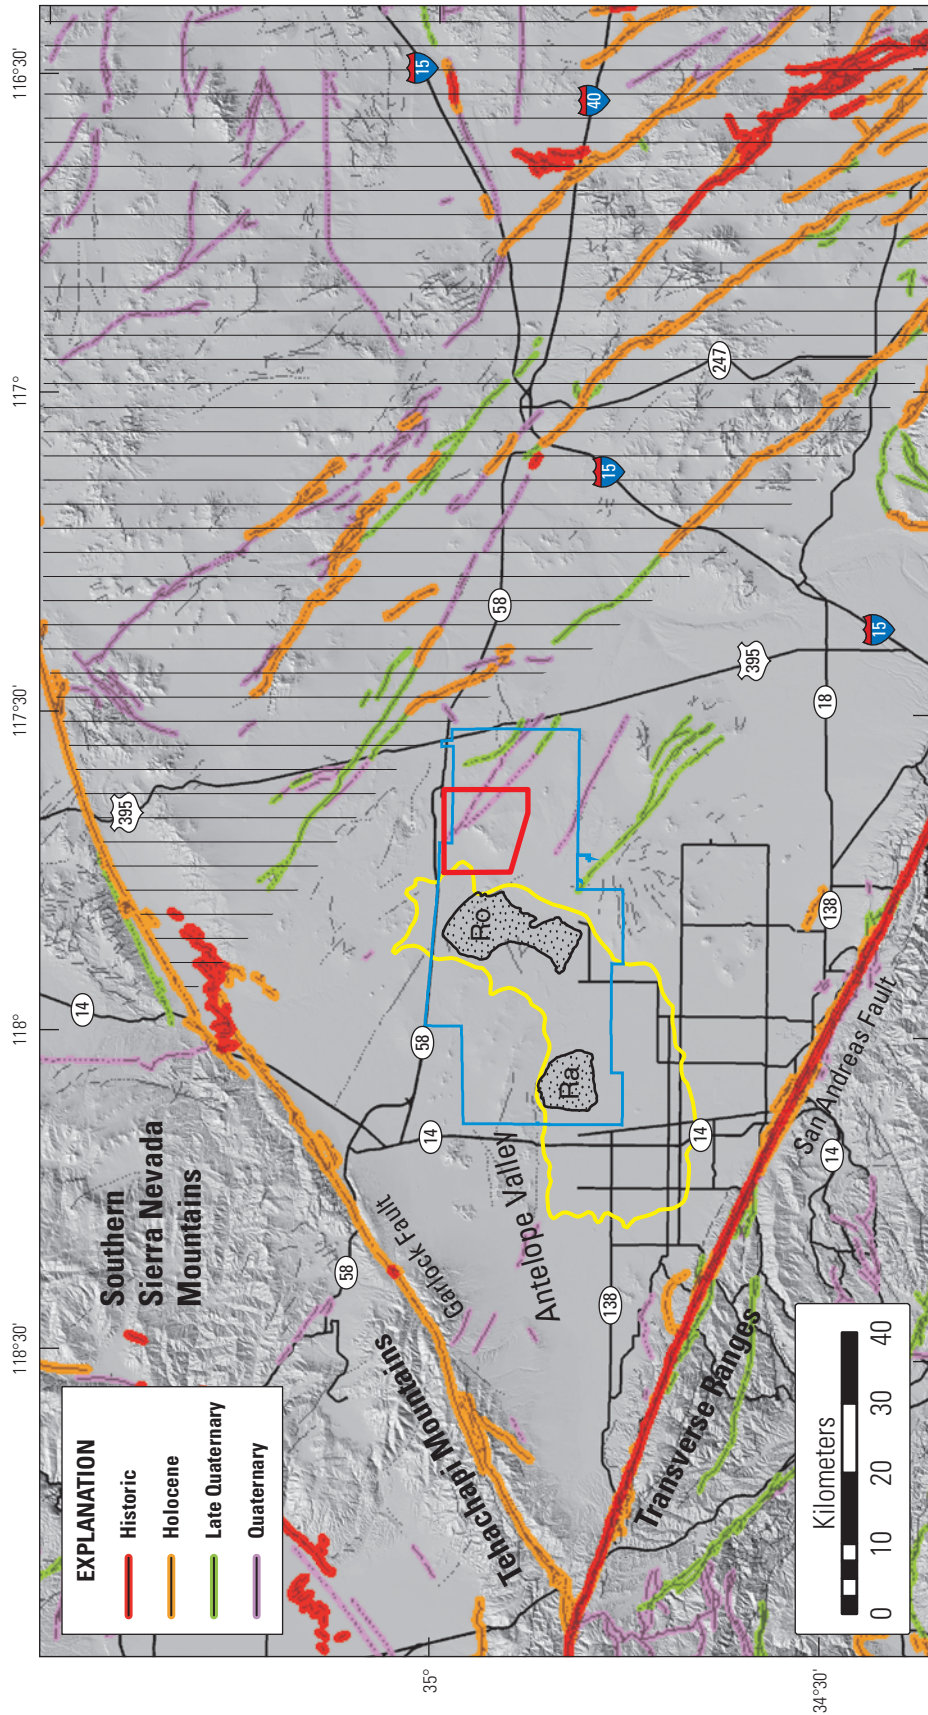 116°30'
117°
117°30'
118°
118°30'
35°
34°30'
EXPLANATION
Historic
Holocene
Late Quaternary
Quaternary
Southern
Sierra Nevada
Mountains
Tehachapi Mountains
Garlock Fault
Antelope Valley
Transverse Ranges
San Andreas Fault
Ro
Ra
14
395
58
58
14
138
14
14
138
18
395
58
15
15
247
15
40
Kilometers
0 10 20 30 40